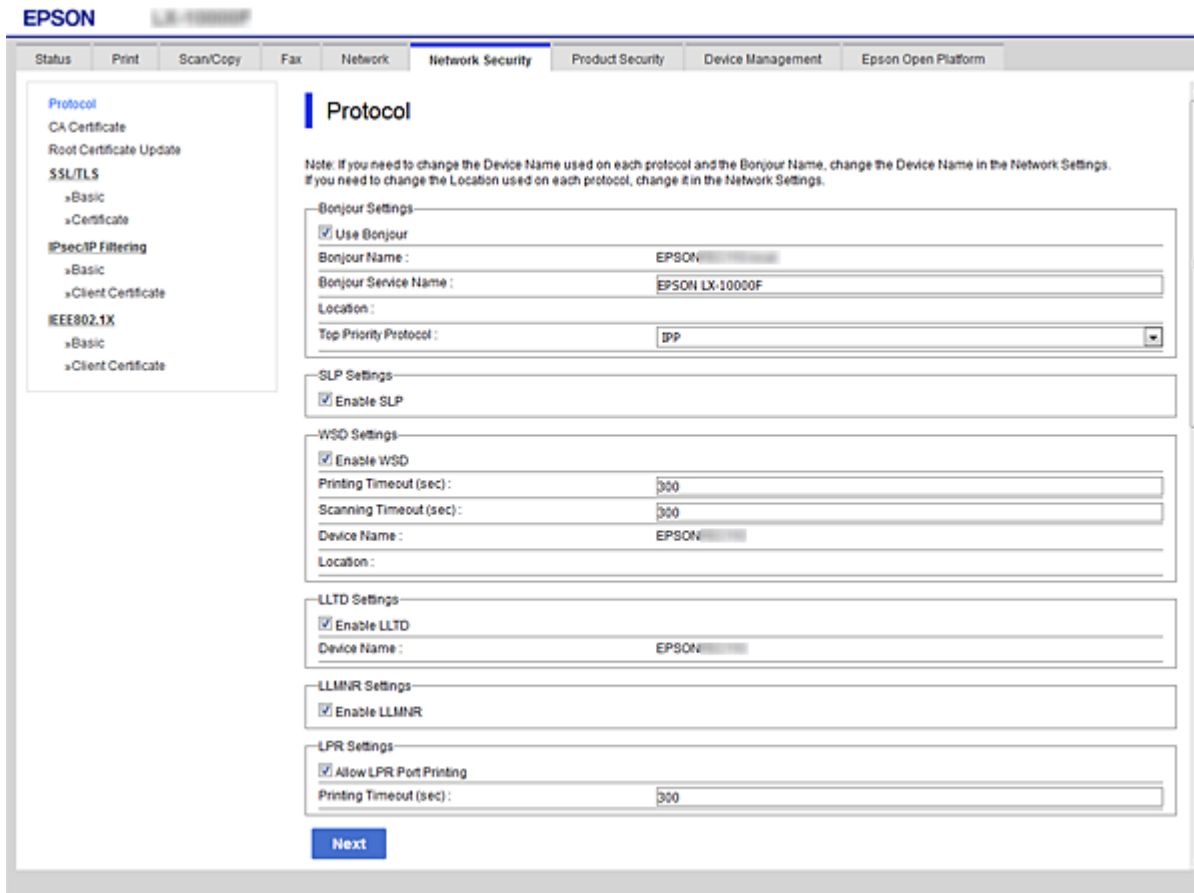 EPSON
Status Print Scan/Copy Fax Network Network Security Product Security Device Management Epson Open Platform
Protocol
CA Certificate
Root Certificate Update
SSL/TLS
»Basic
»Certificate
IPsec/IP Filtering
»Basic
»Client Certificate
IEEE802.1X
»Basic
»Client Certificate
Protocol
Note: If you need to change the Device Name used on each protocol and the Bonjour Name, change the Device Name in the Network Settings.
If you need to change the Location used on each protocol, change it in the Network Settings.
Bonjour Settings
Use Bonjour
Bonjour Name : EPSON
Bonjour Service Name : EPSON LX-10000F
Location :
Top Priority Protocol : IPP
SLP Settings
Enable SLP
WSD Settings
Enable WSD
Printing Timeout (sec) : 300
Scanning Timeout (sec) : 300
Device Name : EPSON
Location :
LLTD Settings
Enable LLTD
Device Name : EPSON
LLMNR Settings
Enable LLMNR
LPR Settings
Allow LPR Port Printing
Printing Timeout (sec) : 300
Next